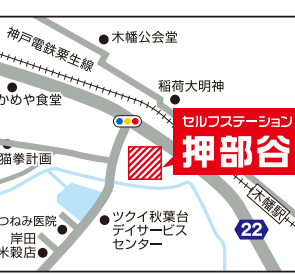 神戸電鉄粟生線
木幡公会堂
かめや食堂
稲荷大明神
セルフステーション
押部谷
猫拳計画
木幡駅
つねみ医院
岸田
米穀店
ツクイ秋葉台
デイサービス
センター
22